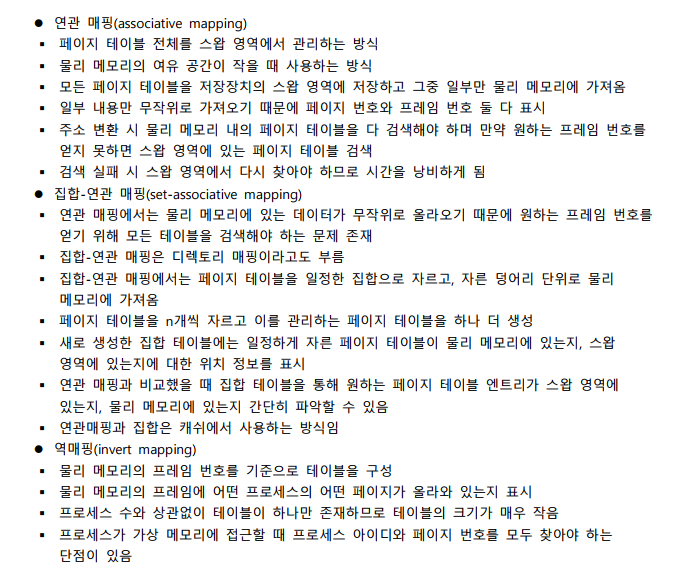 ● 연관 매핑(associative mapping)
▪ 페이지 테이블 전체를 스왑 영역에서 관리하는 방식
▪ 물리 메모리의 여유 공간이 작을 때 사용하는 방식
▪ 모든 페이지 테이블을 저장장치의 스왑 영역에 저장하고 그중 일부만 물리 메모리에 가져옴
▪ 일부 내용만 무작위로 가져오기 때문에 페이지 번호와 프레임 번호 둘 다 표시
▪ 주소 변환 시 물리 메모리 내의 페이지 테이블을 다 검색해야 하며 만약 원하는 프레임 번호를
얻지 못하면 스왑 영역에 있는 페이지 테이블 검색
▪ 검색 실패 시 스왑 영역에서 다시 찾아야 하므로 시간을 낭비하게 됨
● 집합-연관 매핑(set-associative mapping)
▪ 연관 매핑에서는 물리 메모리에 있는 데이터가 무작위로 올라오기 때문에 원하는 프레임 번호를
얻기 위해 모든 테이블을 검색해야 하는 문제 존재
▪ 집합-연관 매핑은 디렉토리 매핑이라고도 부름
▪ 집합-연관 매핑에서는 페이지 테이블을 일정한 집합으로 자르고, 자른 덩어리 단위로 물리
메모리에 가져옴
▪ 페이지 테이블을 n개씩 자르고 이를 관리하는 페이지 테이블을 하나 더 생성
▪ 새로 생성한 집합 테이블에는 일정하게 자른 페이지 테이블이 물리 메모리에 있는지, 스왑
영역에 있는지에 대한 위치 정보를 표시
▪ 연관 매핑과 비교했을 때 집합 테이블을 통해 원하는 페이지 테이블 엔트리가 스왑 영역에
있는지, 물리 메모리에 있는지 간단히 파악할 수 있음
▪ 연관매핑과 집합은 캐쉬에서 사용하는 방식임
● 역매핑(invert mapping)
▪ 물리 메모리의 프레임 번호를 기준으로 테이블을 구성
▪ 물리 메모리의 프레임에 어떤 프로세스의 어떤 페이지가 올라와 있는지 표시
▪ 프로세스 수와 상관없이 테이블이 하나만 존재하므로 테이블의 크기가 매우 작음
▪ 프로세스가 가상 메모리에 접근할 때 프로세스 아이디와 페이지 번호를 모두 찾아야 하는
단점이 있음